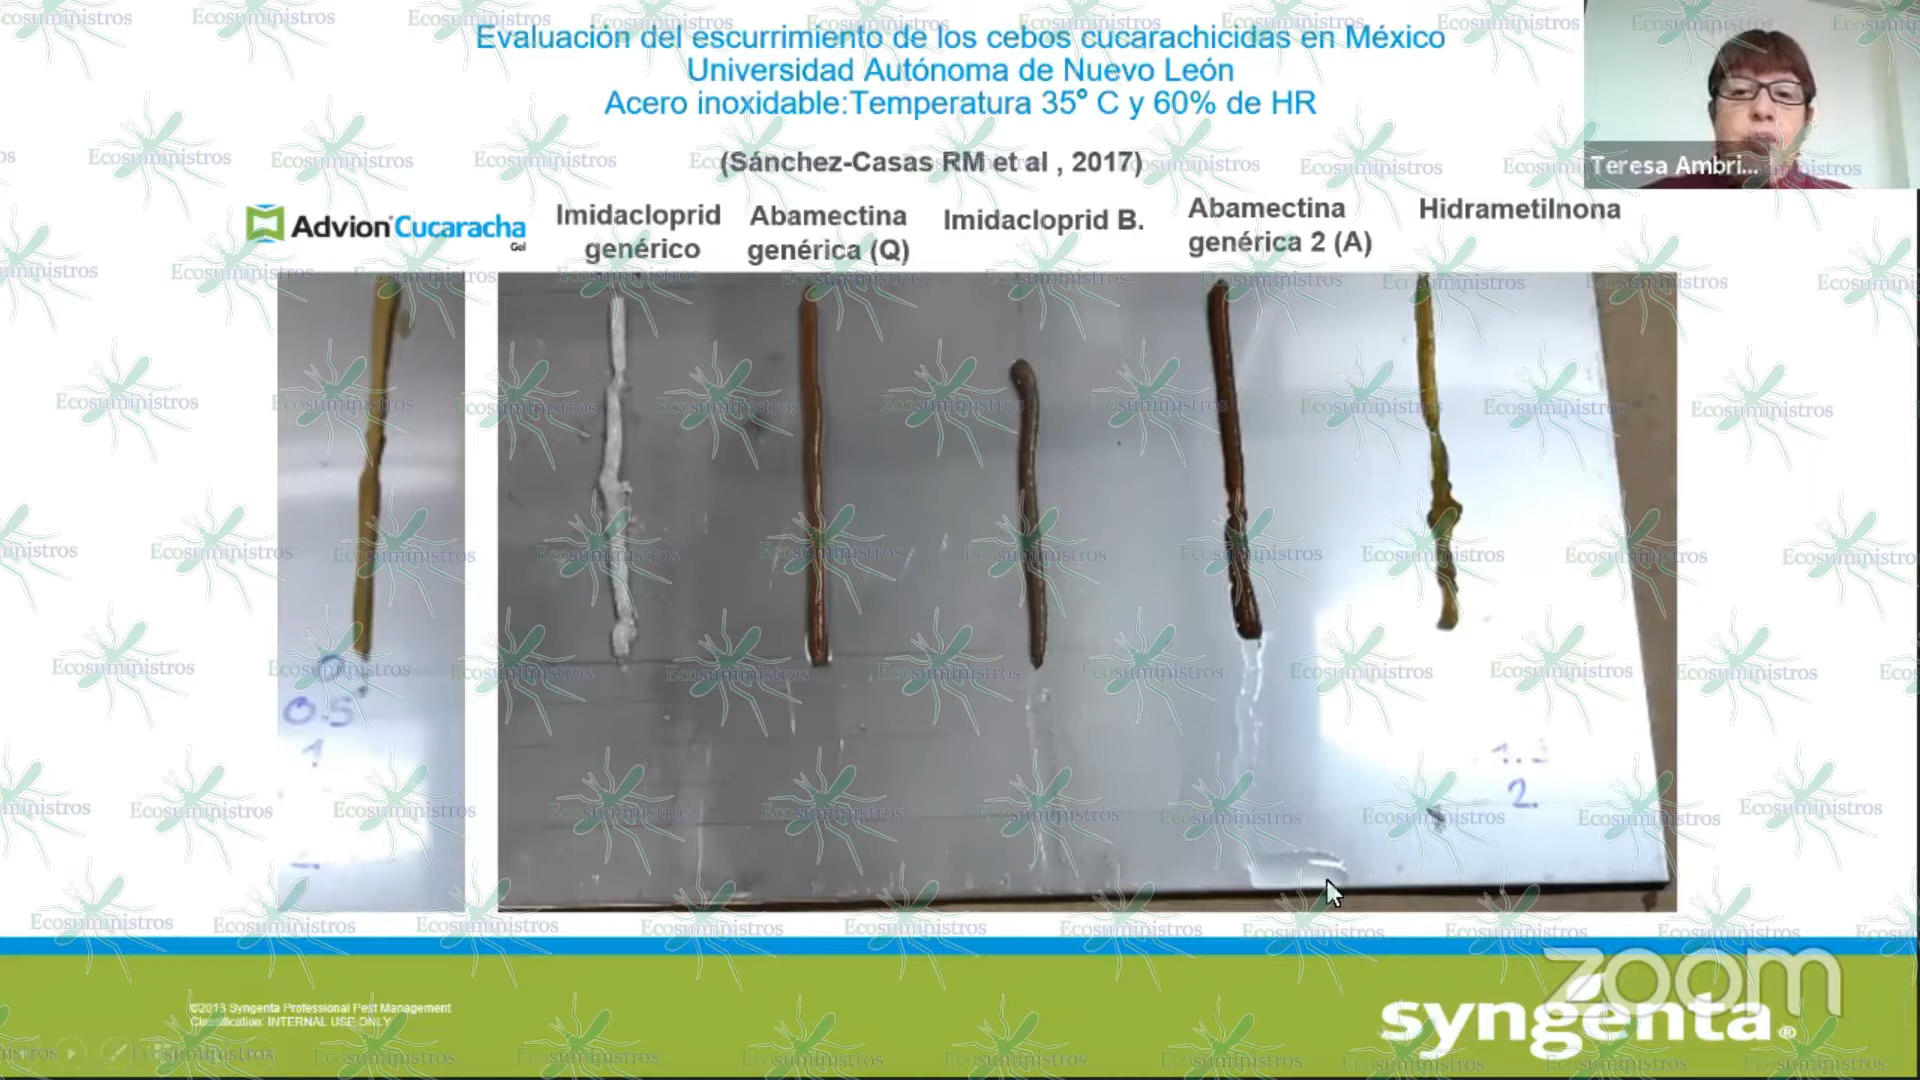 Evaluación del escurrimiento de los cebos cucarachicidas en México
Universidad Autónoma de Nuevo León
Acero inoxidable:Temperatura 35° C y 60% de HR
(Sánchez-Casas RM et al , 2017)
Teresa Ambri...
Advion® Cucaracha
Gel
Imidacloprid
genérico
Abamectina
genérica (Q)
Imidacloprid B.
Abamectina
genérica 2 (A)
Hidrametilnona
0
0.5
1
2.
Ecosuministros
©2013 Syngenta Professional Pest Management
Classification: INTERNAL USE ONLY
zoom
syngenta®